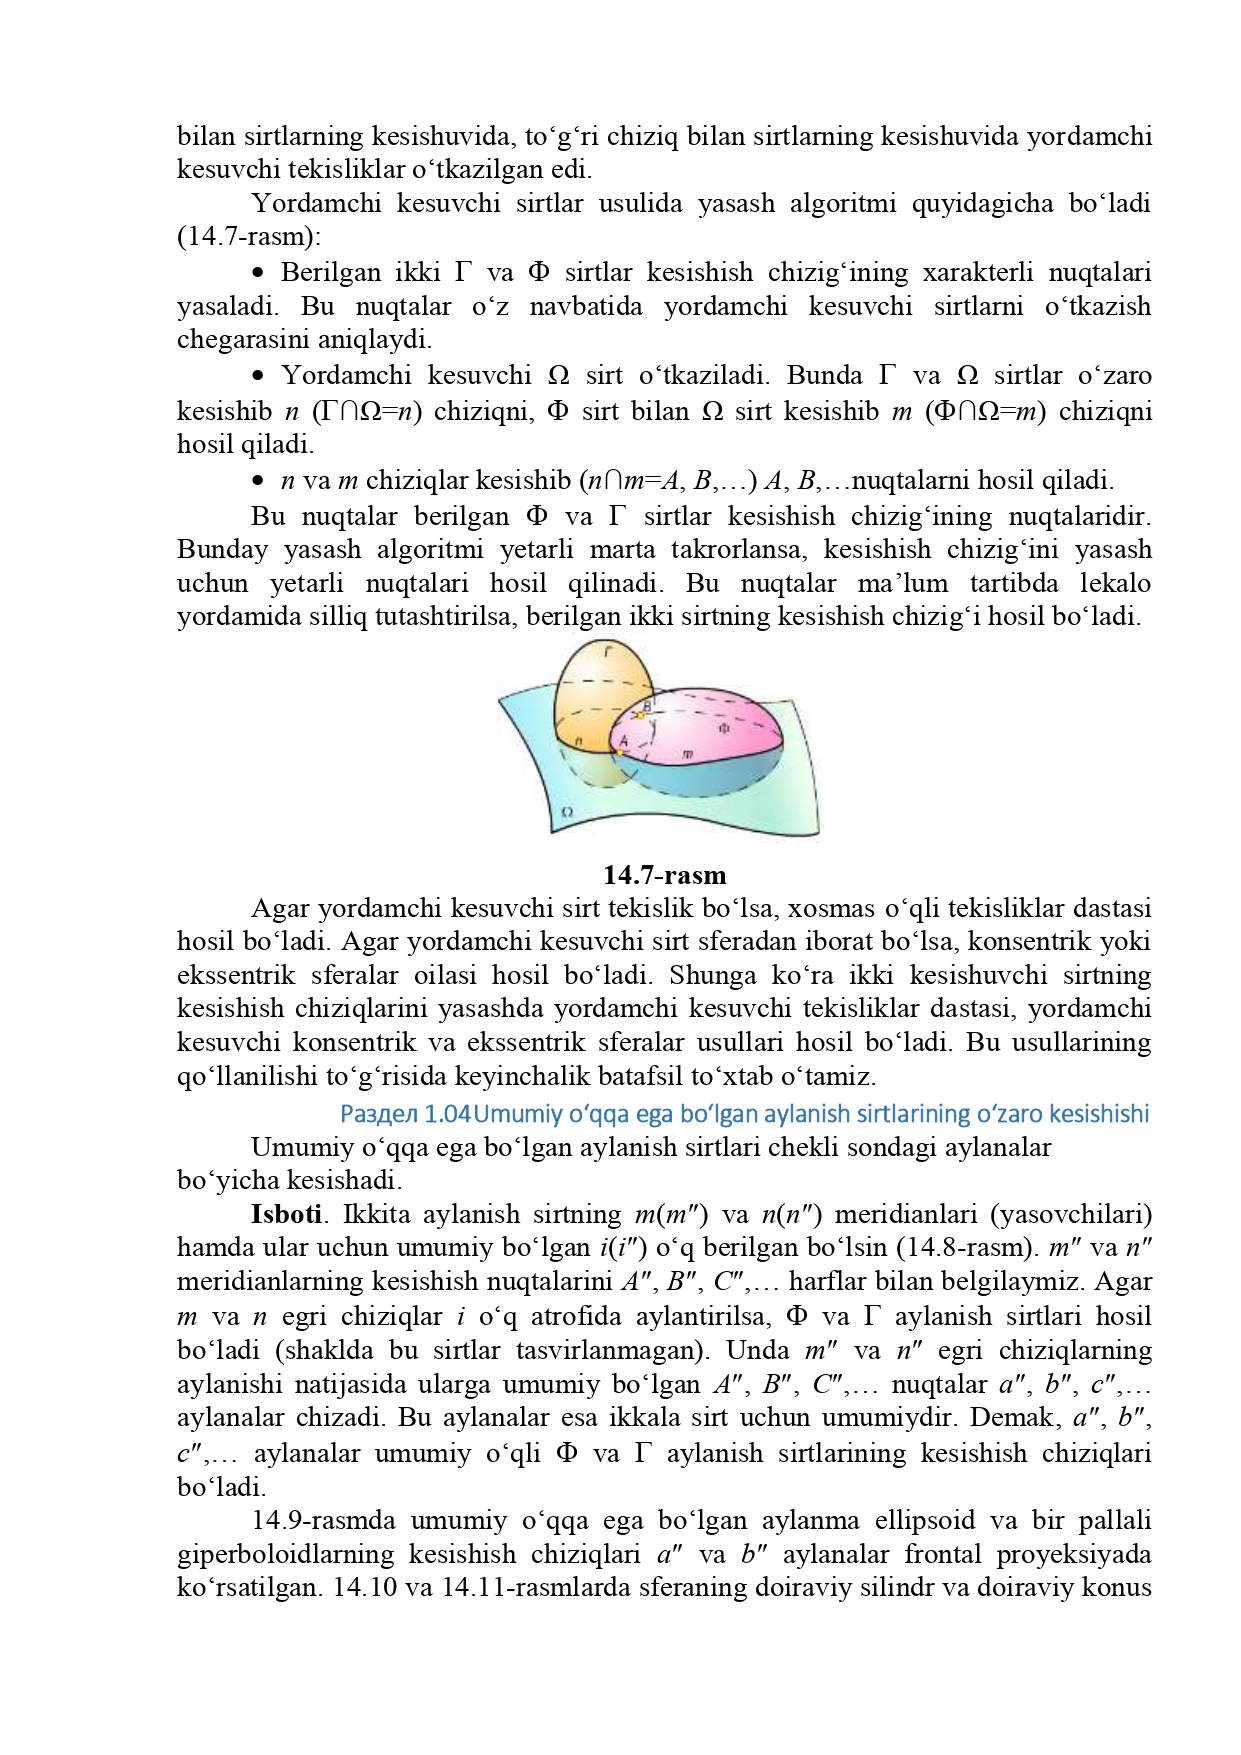 bilan sirtlarning kesishuvida, to‘g‘ri chiziq bilan sirtlarning kesishuvida yordamchi
kesuvchi tekisliklar o‘tkazilgan edi.
Yordamchi kesuvchi sirtlar usulida yasash algoritmi quyidagicha bo‘ladi
(14.7-rasm):
• Berilgan ikki Γ va Φ sirtlar kesishish chizig‘ining xarakterli nuqtalari
yasaladi. Bu nuqtalar o‘z navbatida yordamchi kesuvchi sirtlarni o‘tkazish
chegarasini aniqlaydi.
• Yordamchi kesuvchi Ω sirt o‘tkaziladi. Bunda Γ va Ω sirtlar o‘zaro
kesishib n (Γ∩Ω=n) chiziqni, Φ sirt bilan Ω sirt kesishib m (Φ∩Ω=m) chiziqni
hosil qiladi.
• n va m chiziqlar kesishib (n∩m=A, B,…) A, B,…nuqtalarni hosil qiladi.
Bu nuqtalar berilgan Φ va Γ sirtlar kesishish chizig‘ining nuqtalaridir.
Bunday yasash algoritmi yetarli marta takrorlansa, kesishish chizig‘ini yasash
uchun yetarli nuqtalari hosil qilinadi. Bu nuqtalar ma’lum tartibda lekalo
yordamida silliq tutashtirilsa, berilgan ikki sirtning kesishish chizig‘i hosil bo‘ladi.
Γ
B
Φ
n
A
m
Ω
14.7-rasm
Agar yordamchi kesuvchi sirt tekislik bo‘lsa, xosmas o‘qli tekisliklar dastasi
hosil bo‘ladi. Agar yordamchi kesuvchi sirt sferadan iborat bo‘lsa, konsentrik yoki
ekssentrik sferalar oilasi hosil bo‘ladi. Shunga ko‘ra ikki kesishuvchi sirtning
kesishish chiziqlarini yasashda yordamchi kesuvchi tekisliklar dastasi, yordamchi
kesuvchi konsentrik va ekssentrik sferalar usullari hosil bo‘ladi. Bu usullarining
qo‘llanilishi to‘g‘risida keyinchalik batafsil to‘xtab o‘tamiz.
Раздел 1.04Umumiy o‘qqa ega bo‘lgan aylanish sirtlarining o‘zaro kesishishi
Umumiy o‘qqa ega bo‘lgan aylanish sirtlari chekli sondagi aylanalar
bo‘yicha kesishadi.
Isboti. Ikkita aylanish sirtning m(m″) va n(n″) meridianlari (yasovchilari)
hamda ular uchun umumiy bo‘lgan i(i″) o‘q berilgan bo‘lsin (14.8-rasm). m″ va n″
meridianlarning kesishish nuqtalarini A″, B″, C″,… harflar bilan belgilaymiz. Agar
m va n egri chiziqlar i o‘q atrofida aylantirilsa, Φ va Γ aylanish sirtlari hosil
bo‘ladi (shaklda bu sirtlar tasvirlanmagan). Unda m″ va n″ egri chiziqlarning
aylanishi natijasida ularga umumiy bo‘lgan A″, B″, C″,… nuqtalar a″, b″, c″,…
aylanalar chizadi. Bu aylanalar esa ikkala sirt uchun umumiydir. Demak, a″, b″,
c″,… aylanalar umumiy o‘qli Φ va Γ aylanish sirtlarining kesishish chiziqlari
bo‘ladi.
14.9-rasmda umumiy o‘qqa ega bo‘lgan aylanma ellipsoid va bir pallali
giperboloidlarning kesishish chiziqlari a″ va b″ aylanalar frontal proyeksiyada
ko‘rsatilgan. 14.10 va 14.11-rasmlarda sferaning doiraviy silindr va doiraviy konus